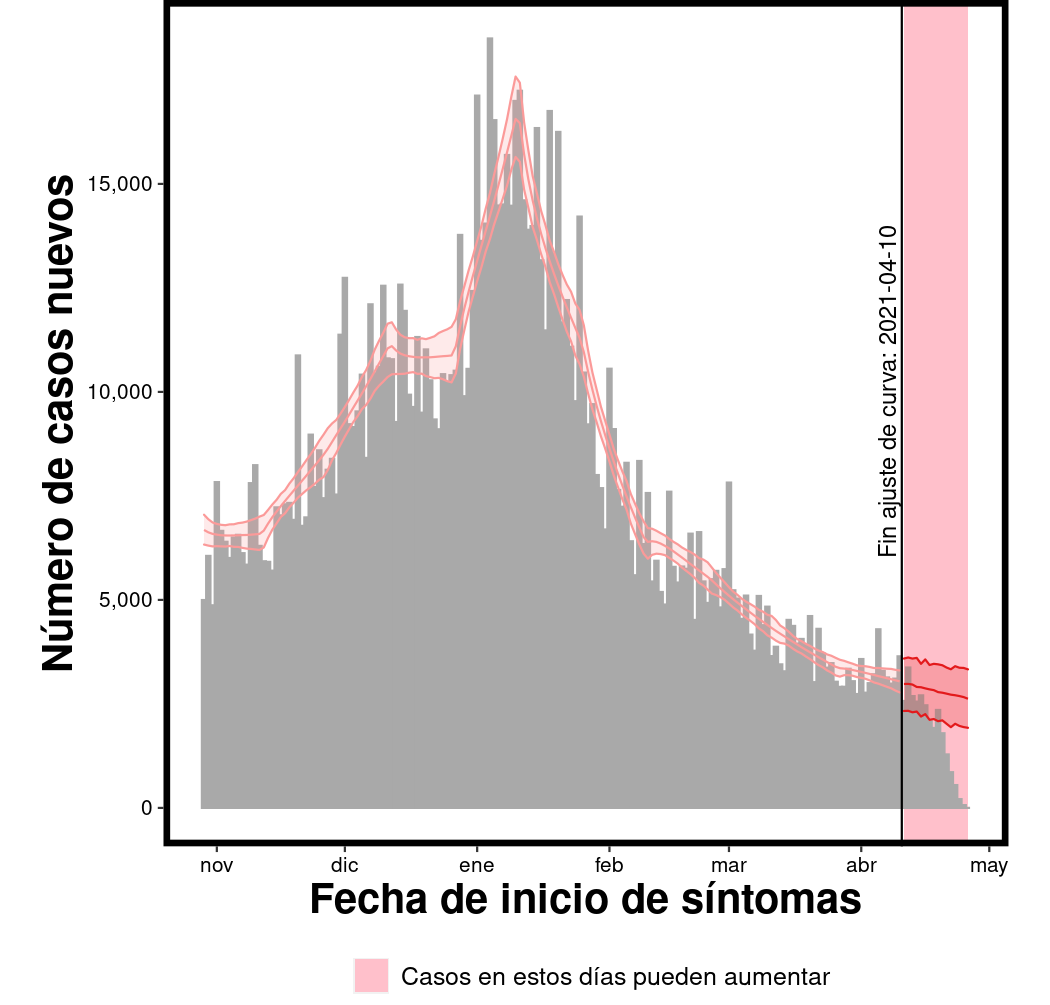 Número de casos nuevos
15,000
10,000
5,000
0
Fin ajuste de curva: 2021-04-10
nov dic ene feb mar abr may
Fecha de inicio de síntomas
Casos en estos días pueden aumentar